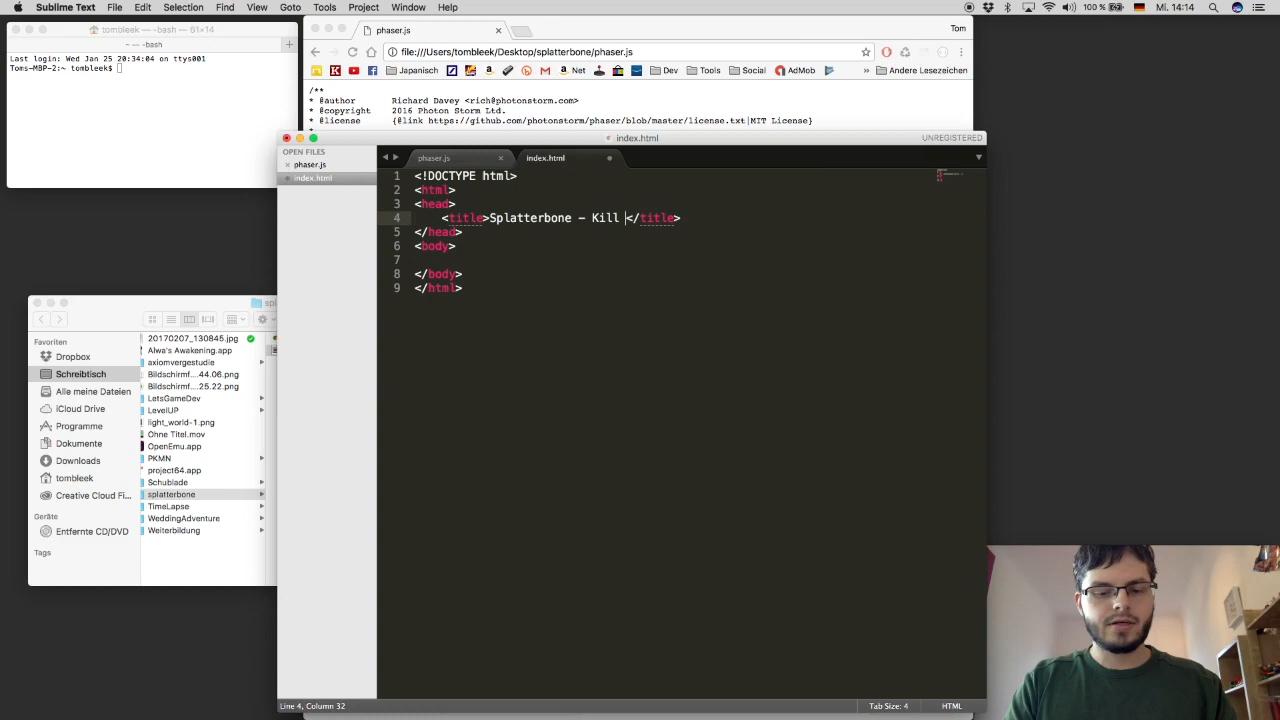 Sublime Text File Edit Selection Find View Goto Tools Project Window Help
100 % Mi. 14:14
tombleek — -bash — 61×14
~ — -bash
Last login: Wed Jan 25 20:34:04 on ttys001
Toms-MBP-2:~ tombleek$
phaser.js
Tom
file:///Users/tombleek/Desktop/splatterbone/phaser.js
Japanisch Net Dev Tools Social AdMob » Andere Lesezeichen
/**
* @author Richard Davey <rich@photonstorm.com>
* @copyright 2016 Photon Storm Ltd.
* @license {@link https://github.com/photonstorm/phaser/blob/master/license.txt|MIT License}
index.html
UNREGISTERED
OPEN FILES
phaser.js
index.html
phaser.js
index.html
1 <!DOCTYPE html>
2 <html>
3 <head>
4 <title>Splatterbone - Kill </title>
5 </head>
6 <body>
7
8 </body>
9 </html>
Line 4, Column 32
Tab Size: 4
HTML
spl
Favoriten
Dropbox
Schreibtisch
Alle meine Dateien
iCloud Drive
Programme
Dokumente
Downloads
tombleek
Creative Cloud Fi...
Geräte
Entfernte CD/DVD
Tags
20170207_130845.jpg
Alwa's Awakening.app
axiomvergestudie
Bildschirmf....44.06.png
Bildschirmf....25.22.png
LetsGameDev
LevelUP
light_world-1.png
Ohne Titel.mov
OpenEmu.app
PKMN
project64.app
Schublade
splatterbone
TimeLapse
WeddingAdventure
Weiterbildung